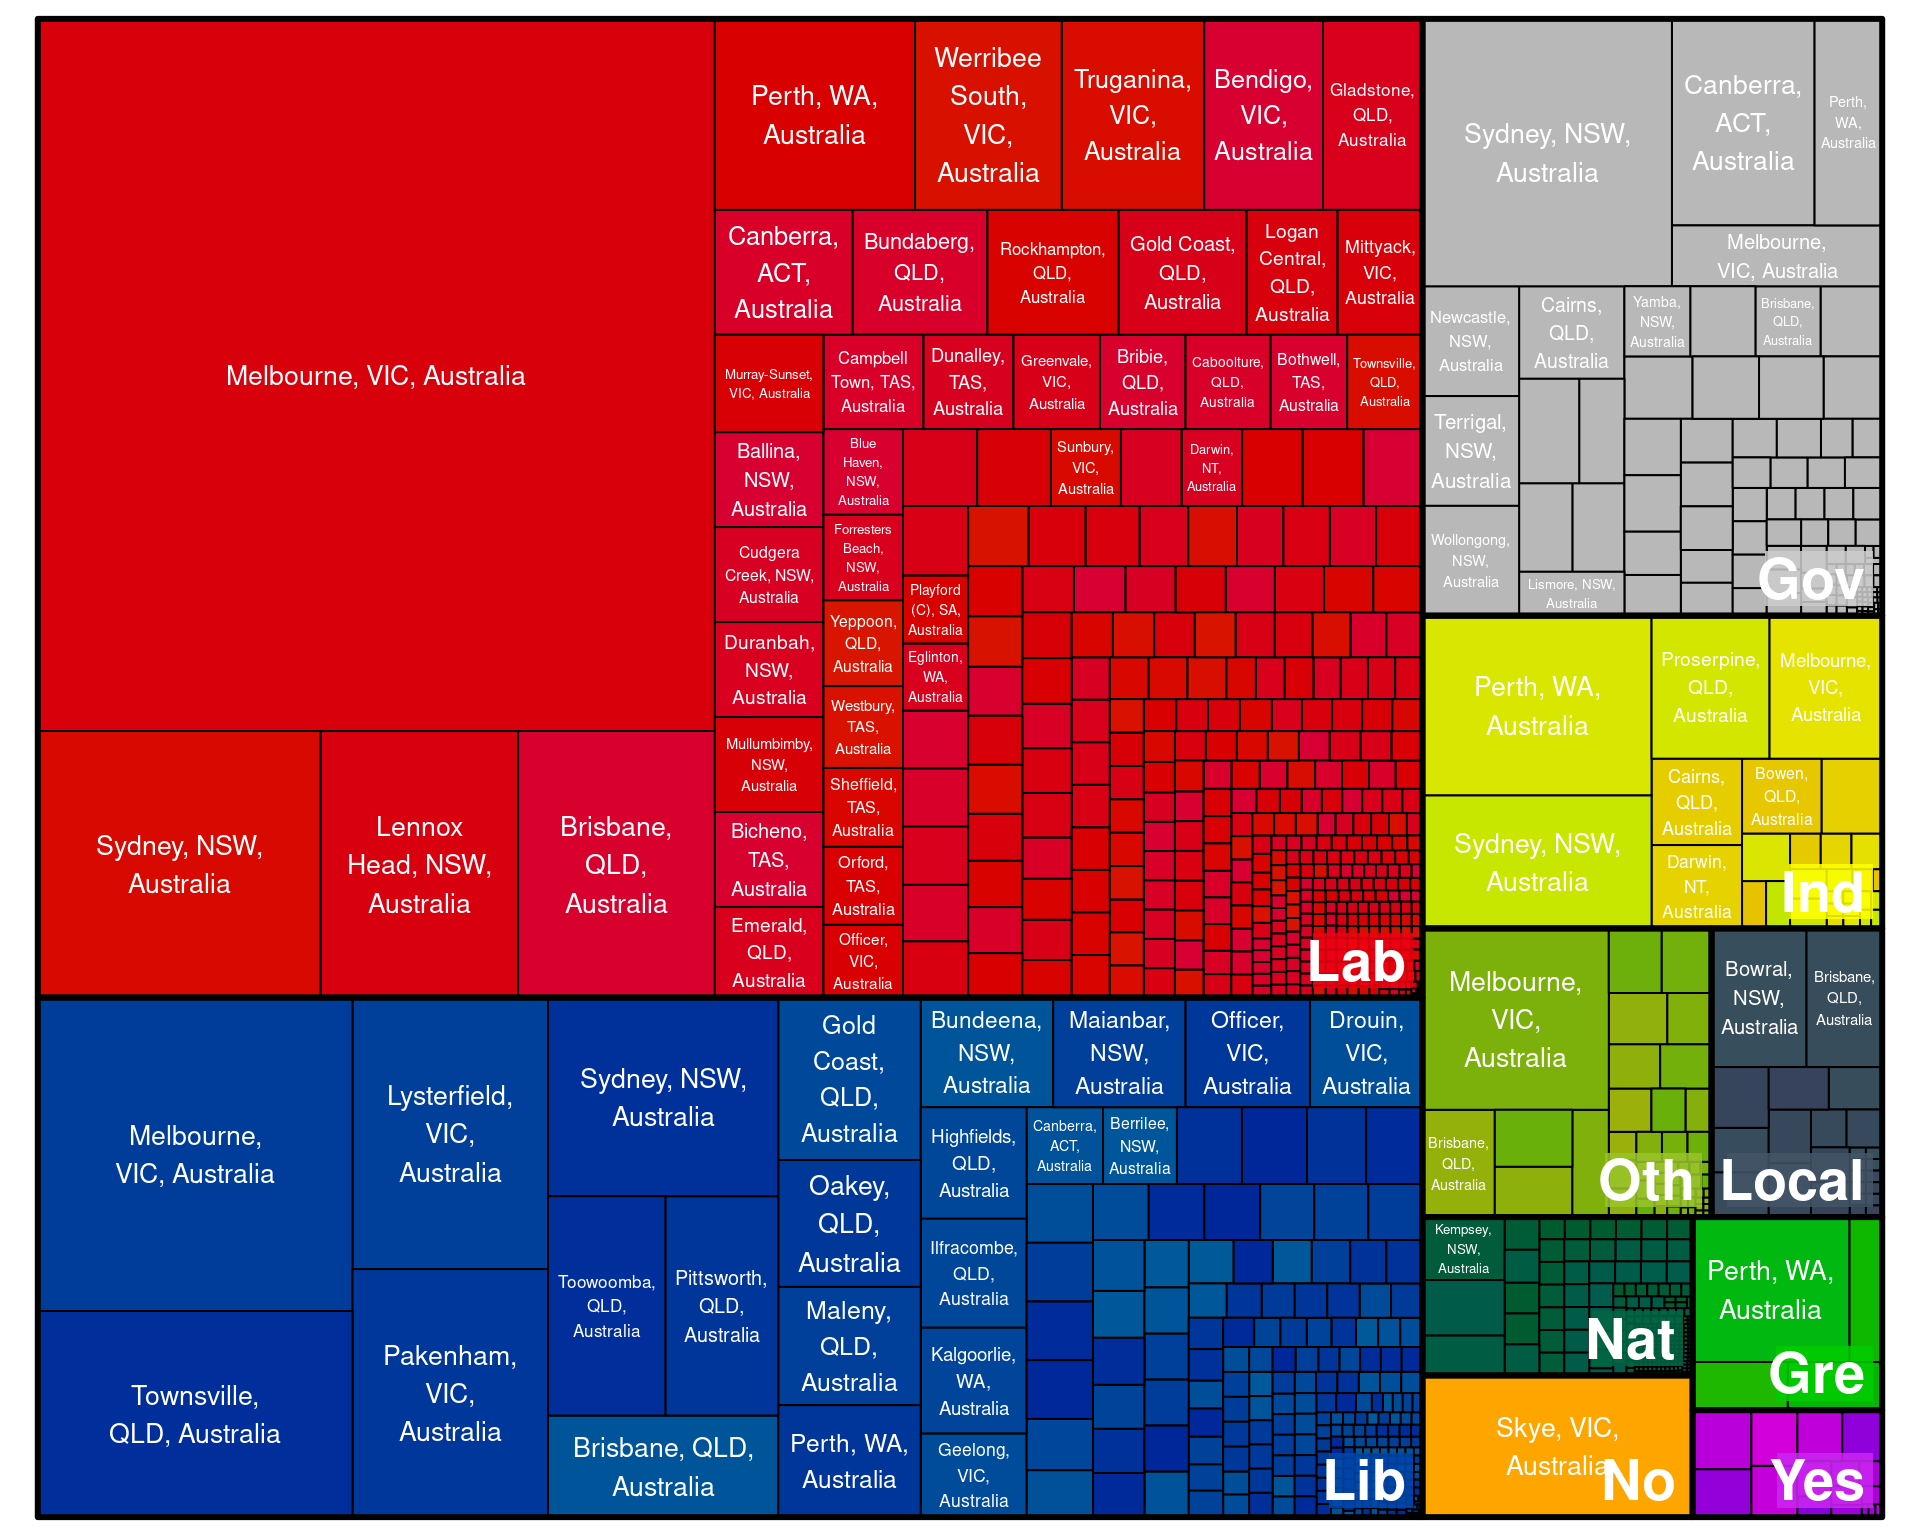 Melbourne, VIC, Australia
Sydney, NSW,
Australia
Lennox
Head, NSW,
Australia
Brisbane,
QLD,
Australia
Perth, WA,
Australia
Werribee
South,
VIC,
Australia
Truganina,
VIC,
Australia
Bendigo,
VIC,
Australia
Gladstone,
QLD,
Australia
Canberra,
ACT,
Australia
Bundaberg,
QLD,
Australia
Rockhampton,
QLD,
Australia
Gold Coast,
QLD,
Australia
Logan
Central,
QLD,
Australia
Mittyack,
VIC,
Australia
Murray-Sunset,
VIC, Australia
Campbell
Town, TAS,
Australia
Dunalley,
TAS,
Australia
Greenvale,
VIC,
Australia
Bribie,
QLD,
Australia
Caboolture,
QLD,
Australia
Bothwell,
TAS,
Australia
Townsville,
QLD,
Australia
Ballina,
NSW,
Australia
Cudgera
Creek, NSW,
Australia
Duranbah,
NSW,
Australia
Mullumbimby,
NSW,
Australia
Bicheno,
TAS,
Australia
Emerald,
QLD,
Australia
Blue
Haven,
NSW,
Australia
Forresters
Beach,
NSW,
Australia
Yeppoon,
QLD,
Australia
Westbury,
TAS,
Australia
Sheffield,
TAS,
Australia
Orford,
TAS,
Australia
Officer,
VIC,
Australia
Sunbury,
VIC,
Australia
Darwin,
NT,
Australia
Playford
(C), SA,
Australia
Eglinton,
WA,
Australia
Lab
Melbourne,
VIC, Australia
Townsville,
QLD, Australia
Lysterfield,
VIC,
Australia
Pakenham,
VIC,
Australia
Sydney, NSW,
Australia
Toowoomba,
QLD,
Australia
Pittsworth,
QLD,
Australia
Brisbane, QLD,
Australia
Gold
Coast,
QLD,
Australia
Oakey,
QLD,
Australia
Maleny,
QLD,
Australia
Perth, WA,
Australia
Bundeena,
NSW,
Australia
Maianbar,
NSW,
Australia
Officer,
VIC,
Australia
Drouin,
VIC,
Australia
Highfields,
QLD,
Australia
Ilfracombe,
QLD,
Australia
Kalgoorlie,
WA,
Australia
Geelong,
VIC,
Australia
Canberra,
ACT,
Australia
Berrilee,
NSW,
Australia
Lib
Sydney, NSW,
Australia
Canberra,
ACT,
Australia
Perth,
WA,
Australia
Melbourne,
VIC, Australia
Newcastle,
NSW,
Australia
Terrigal,
NSW,
Australia
Wollongong,
NSW,
Australia
Cairns,
QLD,
Australia
Lismore, NSW,
Australia
Yamba,
NSW,
Australia
Brisbane,
QLD,
Australia
Gov
Perth, WA,
Australia
Sydney, NSW,
Australia
Proserpine,
QLD,
Australia
Melbourne,
VIC,
Australia
Cairns,
QLD,
Australia
Bowen,
QLD,
Australia
Darwin,
NT,
Australia
Ind
Melbourne,
VIC,
Australia
Brisbane,
QLD,
Australia
Oth
Bowral,
NSW,
Australia
Brisbane,
QLD,
Australia
Local
Kempsey,
NSW,
Australia
Nat
Perth, WA,
Australia
Gre
Skye, VIC,
Australia
No
Yes